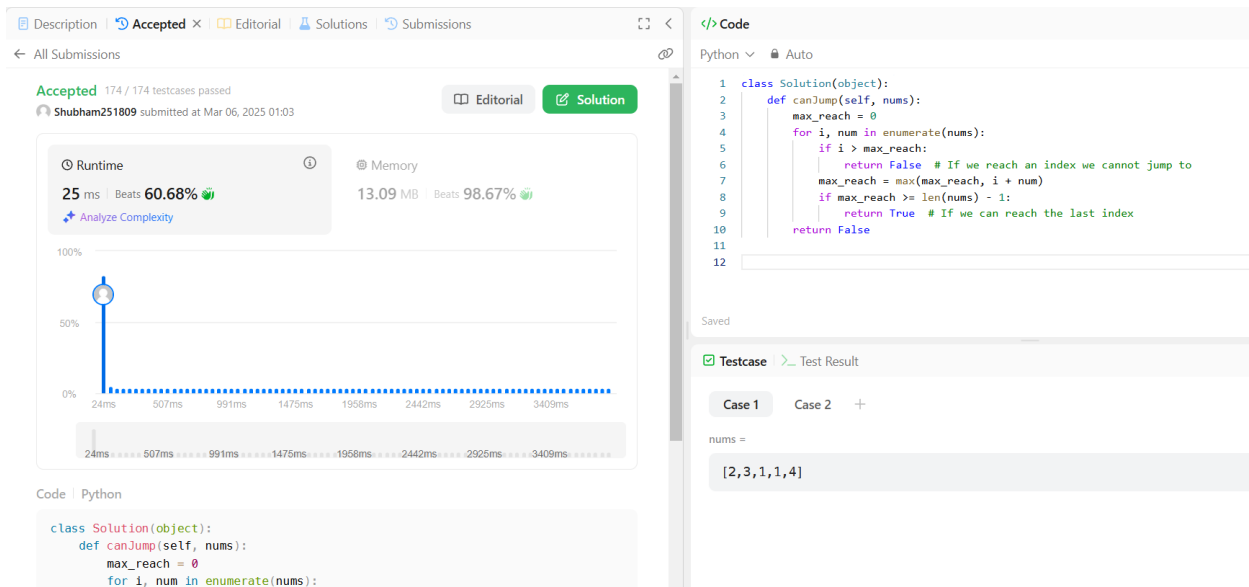 Description Accepted Editorial Solutions Submissions
All Submissions
Accepted 174 / 174 testcases passed
Shubham251809 submitted at Mar 06, 2025 01:03
Editorial Solution
Runtime
25 ms Beats 60.68%
Analyze Complexity
Memory
13.09 MB Beats 98.67%
100%
50%
0%
24ms 507ms 991ms 1475ms 1958ms 2442ms 2925ms 3409ms
24ms 507ms 991ms 1475ms 1958ms 2442ms 2925ms 3409ms
Code Python
class Solution(object):
    def canJump(self, nums):
        max_reach = 0
        for i, num in enumerate(nums):
</> Code
Python Auto
1 class Solution(object):
2     def canJump(self, nums):
3         max_reach = 0
4         for i, num in enumerate(nums):
5             if i > max_reach:
6                 return False  # If we reach an index we cannot jump to
7             max_reach = max(max_reach, i + num)
8             if max_reach >= len(nums) - 1:
9                 return True  # If we can reach the last index
10         return False
11
12
Saved
Testcase >_ Test Result
Case 1 Case 2 +
nums =
[2,3,1,1,4]